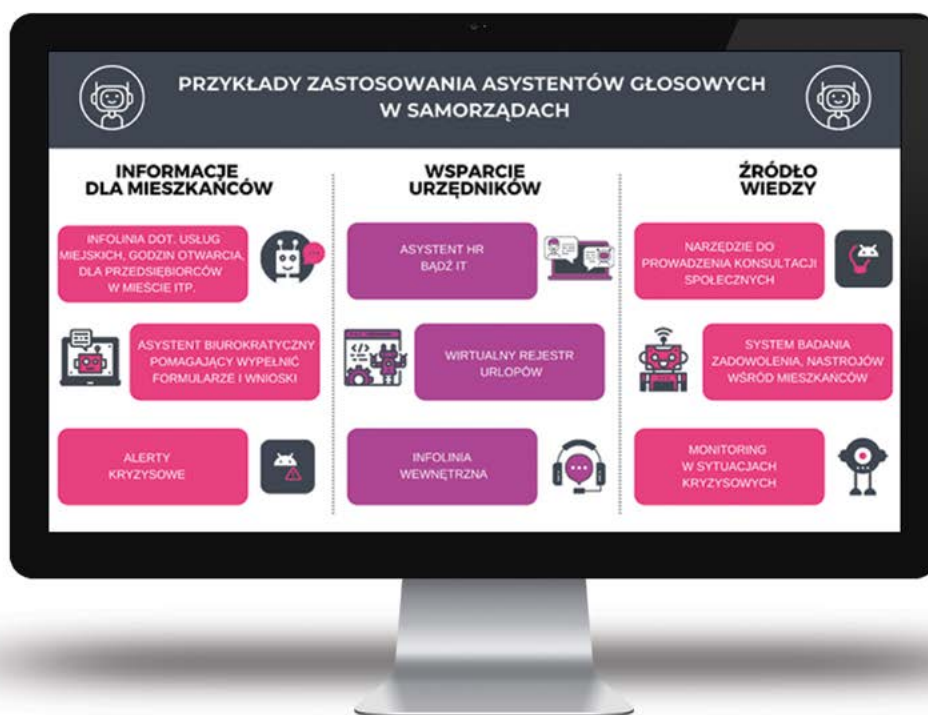 PRZYKŁADY ZASTOSOWANIA ASYSTENTÓW GŁOSOWYCH
W SAMORZĄDACH
INFORMACJE
DLA MIESZKAŃCÓW
INFOLINIA DOT. USŁUG
MIEJSKICH, GODZIN OTWARCIA,
DLA PRZEDSIĘBIORCÓW
W MIEŚCIE ITP.
ASYSTENT BIUROKRATYCZNY
POMAGAJĄCY WYPEŁNIĆ
FORMULARZE I WNIOSKI
ALERTY
KRYZYSOWE
WSPARCIE
URZĘDNIKÓW
ASYSTENT HR
BĄDŹ IT
WIRTUALNY REJESTR
URLOPÓW
INFOLINIA
WEWNĘTRZNA
ŹRÓDŁO
WIEDZY
NARZĘDZIE DO
PROWADZENIA KONSULTACJI
SPOŁECZNYCH
SYSTEM BADANIA
ZADOWOLENIA, NASTROJÓW
WŚRÓD MIESZKAŃCÓW
MONITORING
W SYTUACJACH
KRYZYSOWYCH